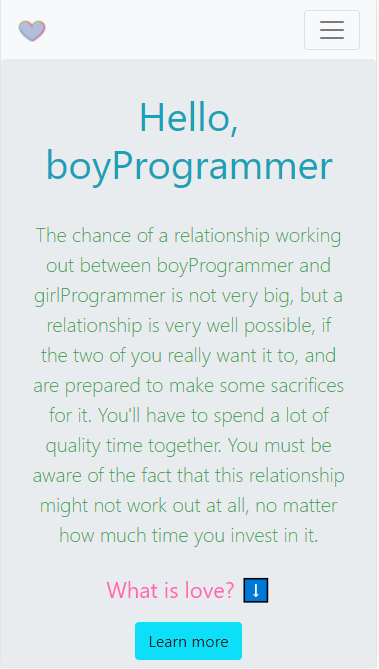 Hello,
boyProgrammer
The chance of a relationship working
out between boyProgrammer and
girlProgrammer is not very big, but a
relationship is very well possible, if
the two of you really want it to, and
are prepared to make some sacrifices
for it. You'll have to spend a lot of
quality time together. You must be
aware of the fact that this relationship
might not work out at all, no matter
how much time you invest in it.
What is love? ⬇
Learn more